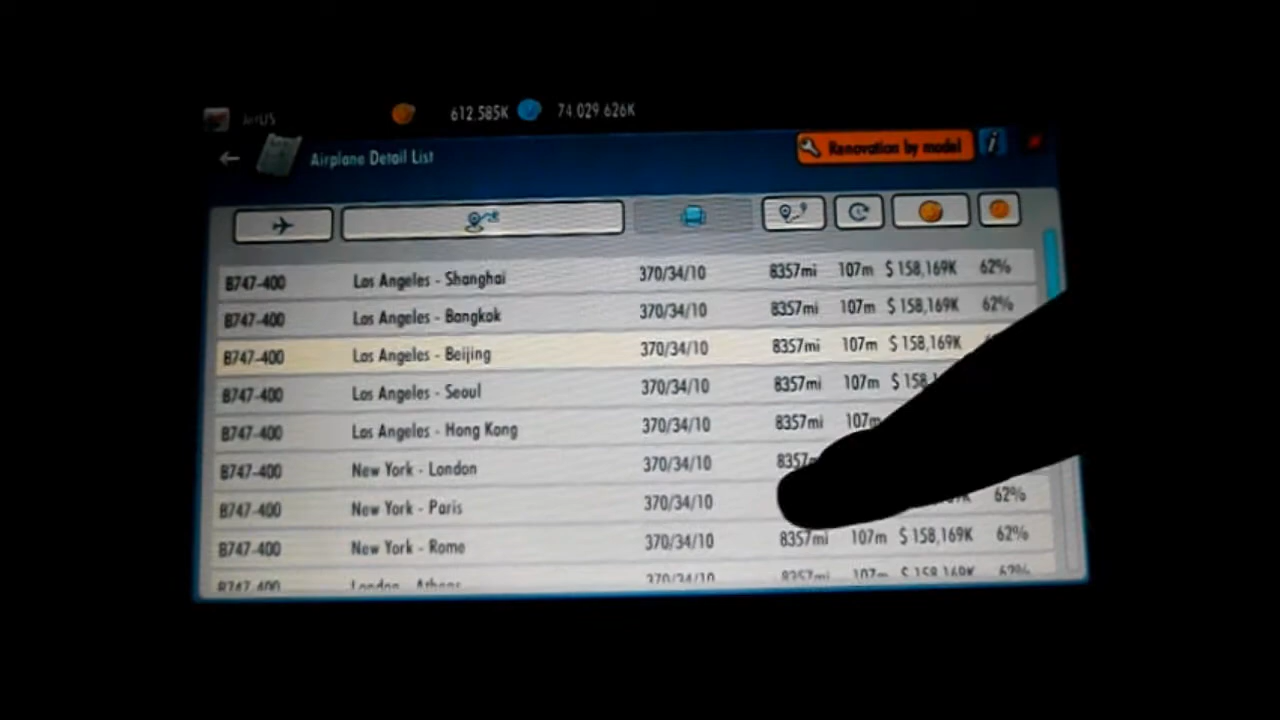 612 585K 74 029 626K
Airplane Detail List Renovation by model i
B747-400 Los Angeles - Shanghai 370/34/10 8357mi 107m $ 158,169K 62%
B747-400 Los Angeles - Bangkok 370/34/10 8357mi 107m $ 158,169K 62%
B747-400 Los Angeles - Beijing 370/34/10 8357mi 107m $ 158,169K
B747-400 Los Angeles - Seoul 370/34/10 8357mi 107m $ 158
B747-400 Los Angeles - Hong Kong 370/34/10 8357mi 107m
B747-400 New York - London 370/34/10 8357m
B747-400 New York - Paris 370/34/10 62%
B747-400 New York - Rome 370/34/10 8357mi 107m $ 158,169K 62%